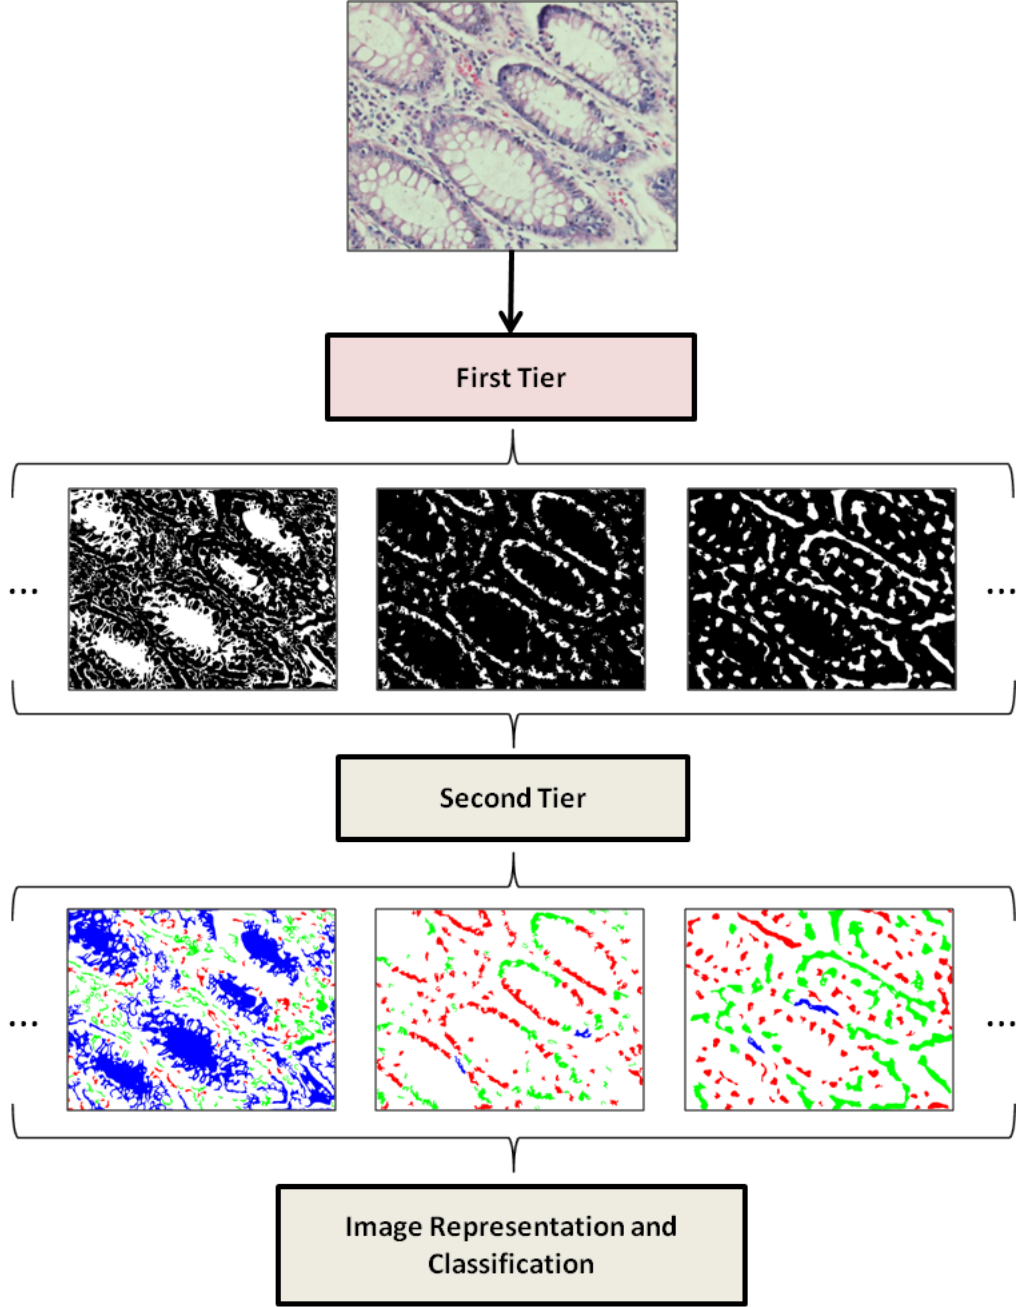 First Tier
...
...
Second Tier
...
...
Image Representation and
Classification